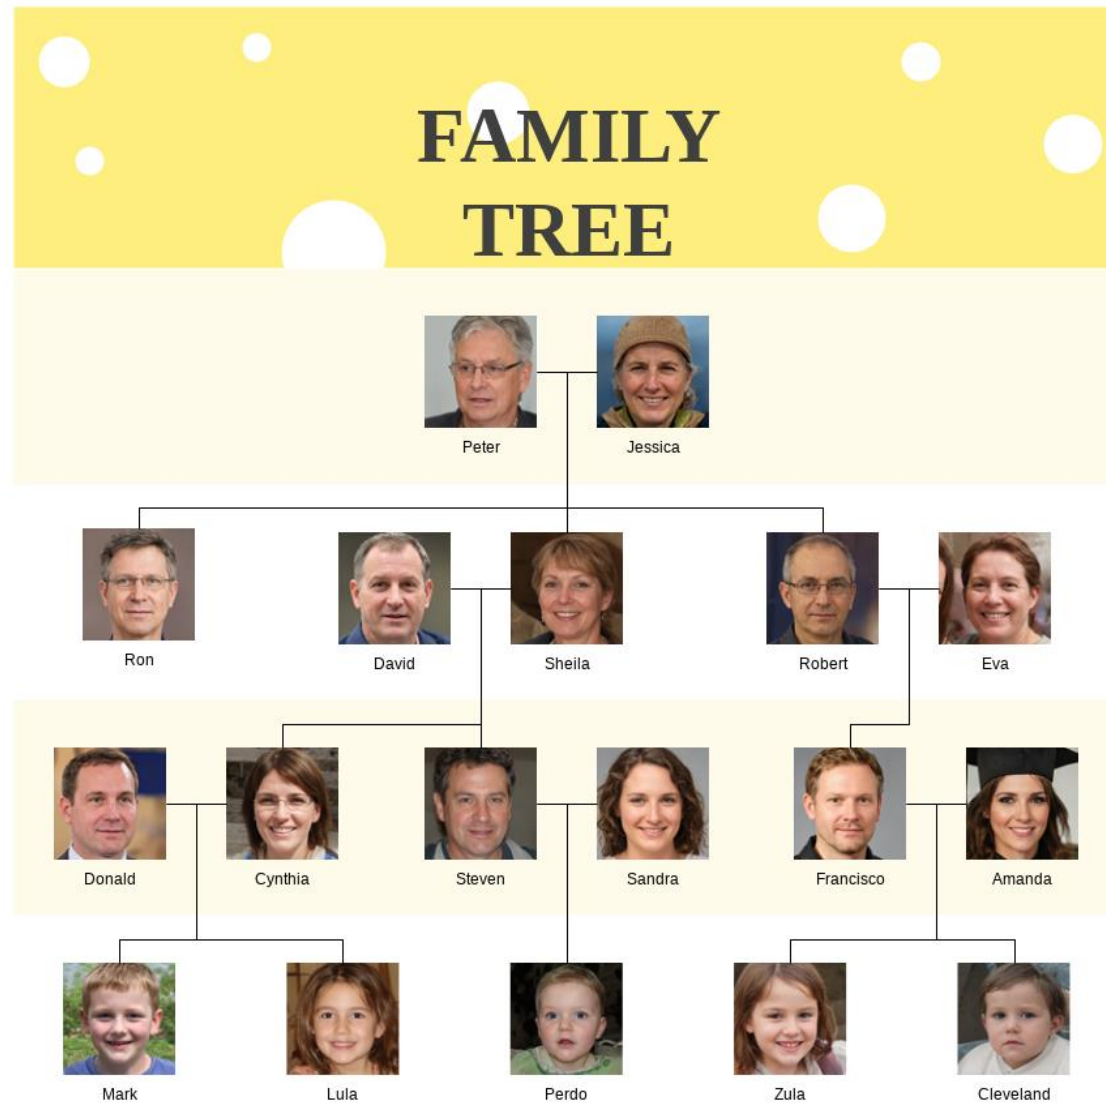 FAMILY
TREE
Peter
Jessica
Ron
David
Sheila
Robert
Eva
Donald
Cynthia
Steven
Sandra
Francisco
Amanda
Mark
Lula
Perdo
Zula
Cleveland